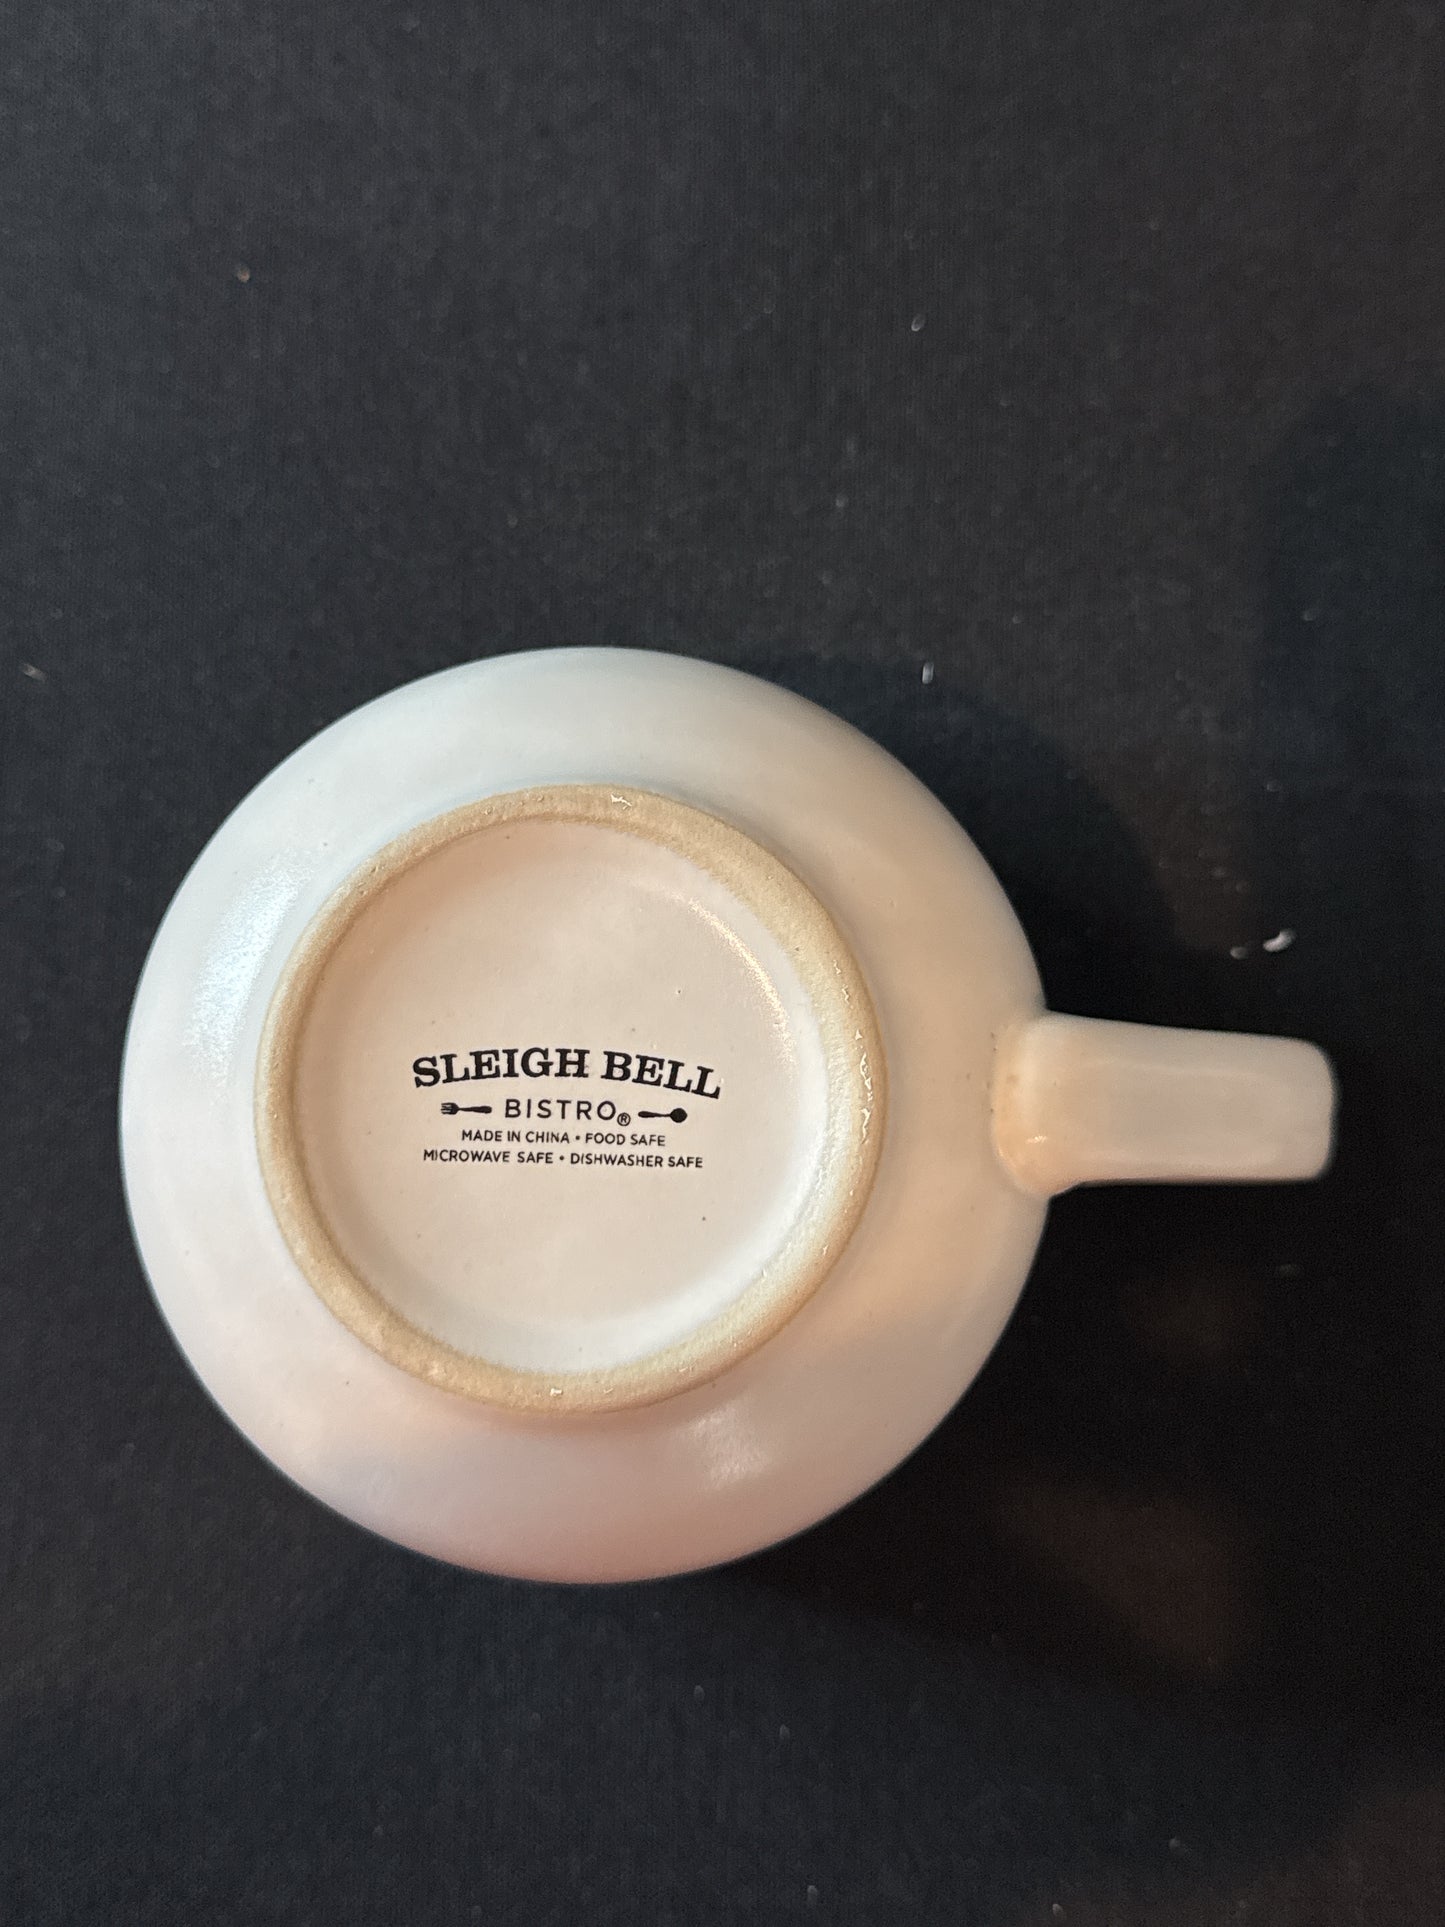 SLEIGH BELL
BISTRO®
MADE IN CHINA • FOOD SAFE
MICROWAVE SAFE • DISHWASHER SAFE